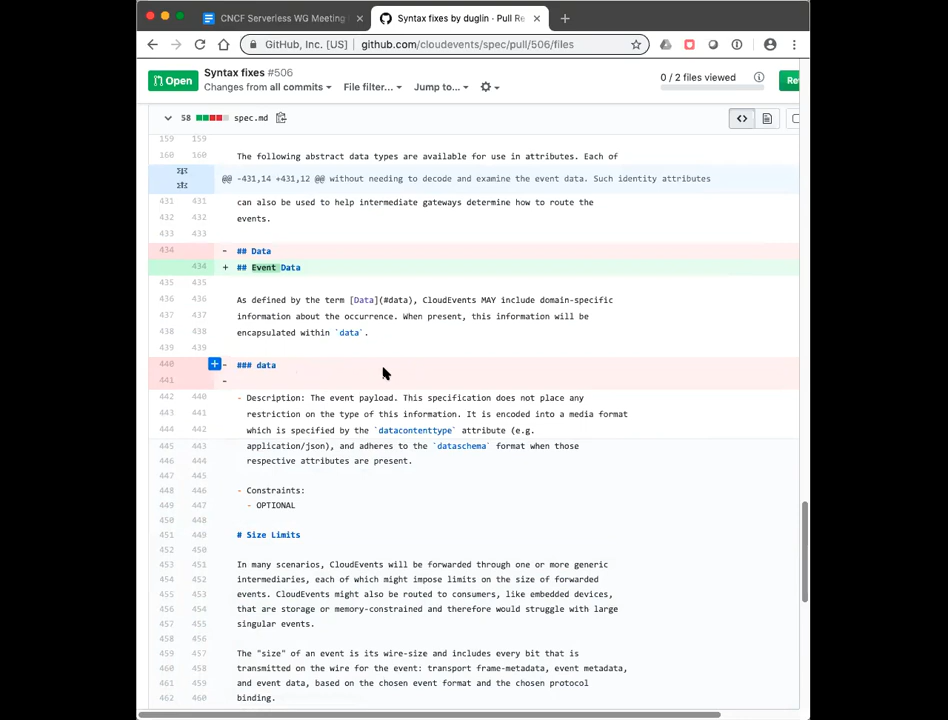 CNCF Serverless WG Meeting
Syntax fixes by duglin · Pull Re
GitHub, Inc. [US] | github.com/cloudevents/spec/pull/506/files
Open
Syntax fixes #506
Changes from all commits
File filter...
Jump to...
0 / 2 files viewed
58 spec.md
159 159
160 160 The following abstract data types are available for use in attributes. Each of
@@ -431,14 +431,12 @@ without needing to decode and examine the event data. Such identity attributes
431 431 can also be used to help intermediate gateways determine how to route the
432 432 events.
433 433
434 - ## Data
434 + ## Event Data
435 435
436 436 As defined by the term [Data](#data), CloudEvents MAY include domain-specific
437 437 information about the occurrence. When present, this information will be
438 438 encapsulated within `data`.
439 439
440 - ### data
441 -
442 440 - Description: The event payload. This specification does not place any
443 441 restriction on the type of this information. It is encoded into a media format
444 442 which is specified by the `datacontenttype` attribute (e.g.
445 443 application/json), and adheres to the `dataschema` format when those
446 444 respective attributes are present.
447 445
448 446 - Constraints:
449 447 - OPTIONAL
450 448
451 449 # Size Limits
452 450
453 451 In many scenarios, CloudEvents will be forwarded through one or more generic
454 452 intermediaries, each of which might impose limits on the size of forwarded
455 453 events. CloudEvents might also be routed to consumers, like embedded devices,
456 454 that are storage or memory-constrained and therefore would struggle with large
457 455 singular events.
458 456
459 457 The "size" of an event is its wire-size and includes every bit that is
460 458 transmitted on the wire for the event: transport frame-metadata, event metadata,
461 459 and event data, based on the chosen event format and the chosen protocol
462 460 binding.